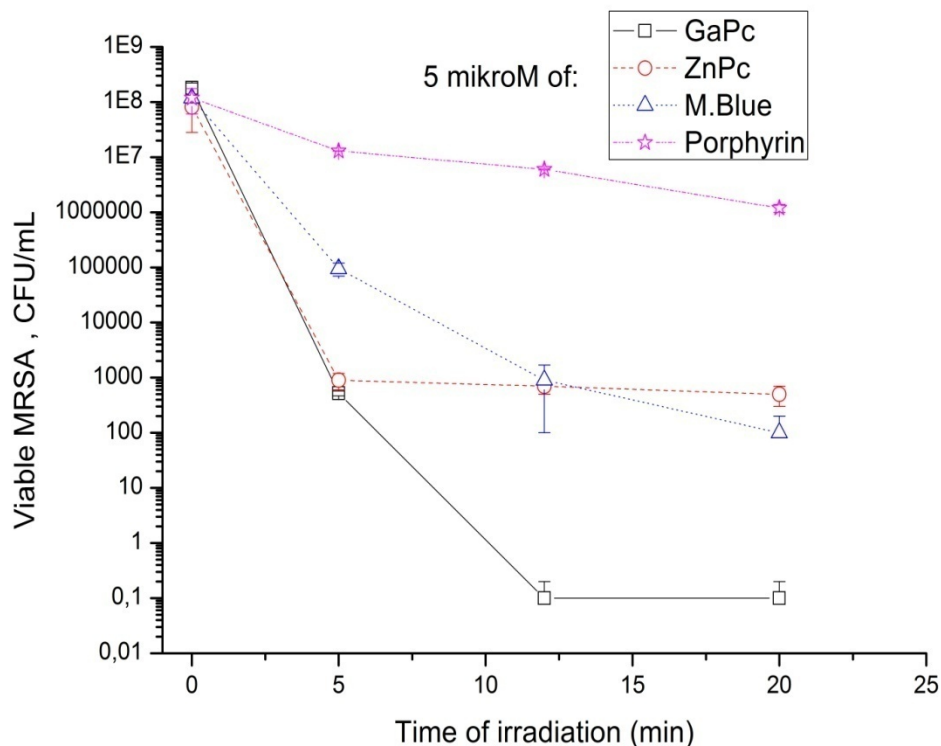 GaPc
ZnPc
M.Blue
Porphyrin
5 mikroM of:
1E9
1E8
1E7
1000000
100000
10000
1000
100
10
1
0,1
0,01
Viable MRSA , CFU/mL
0 5 10 15 20 25
Time of irradiation (min)